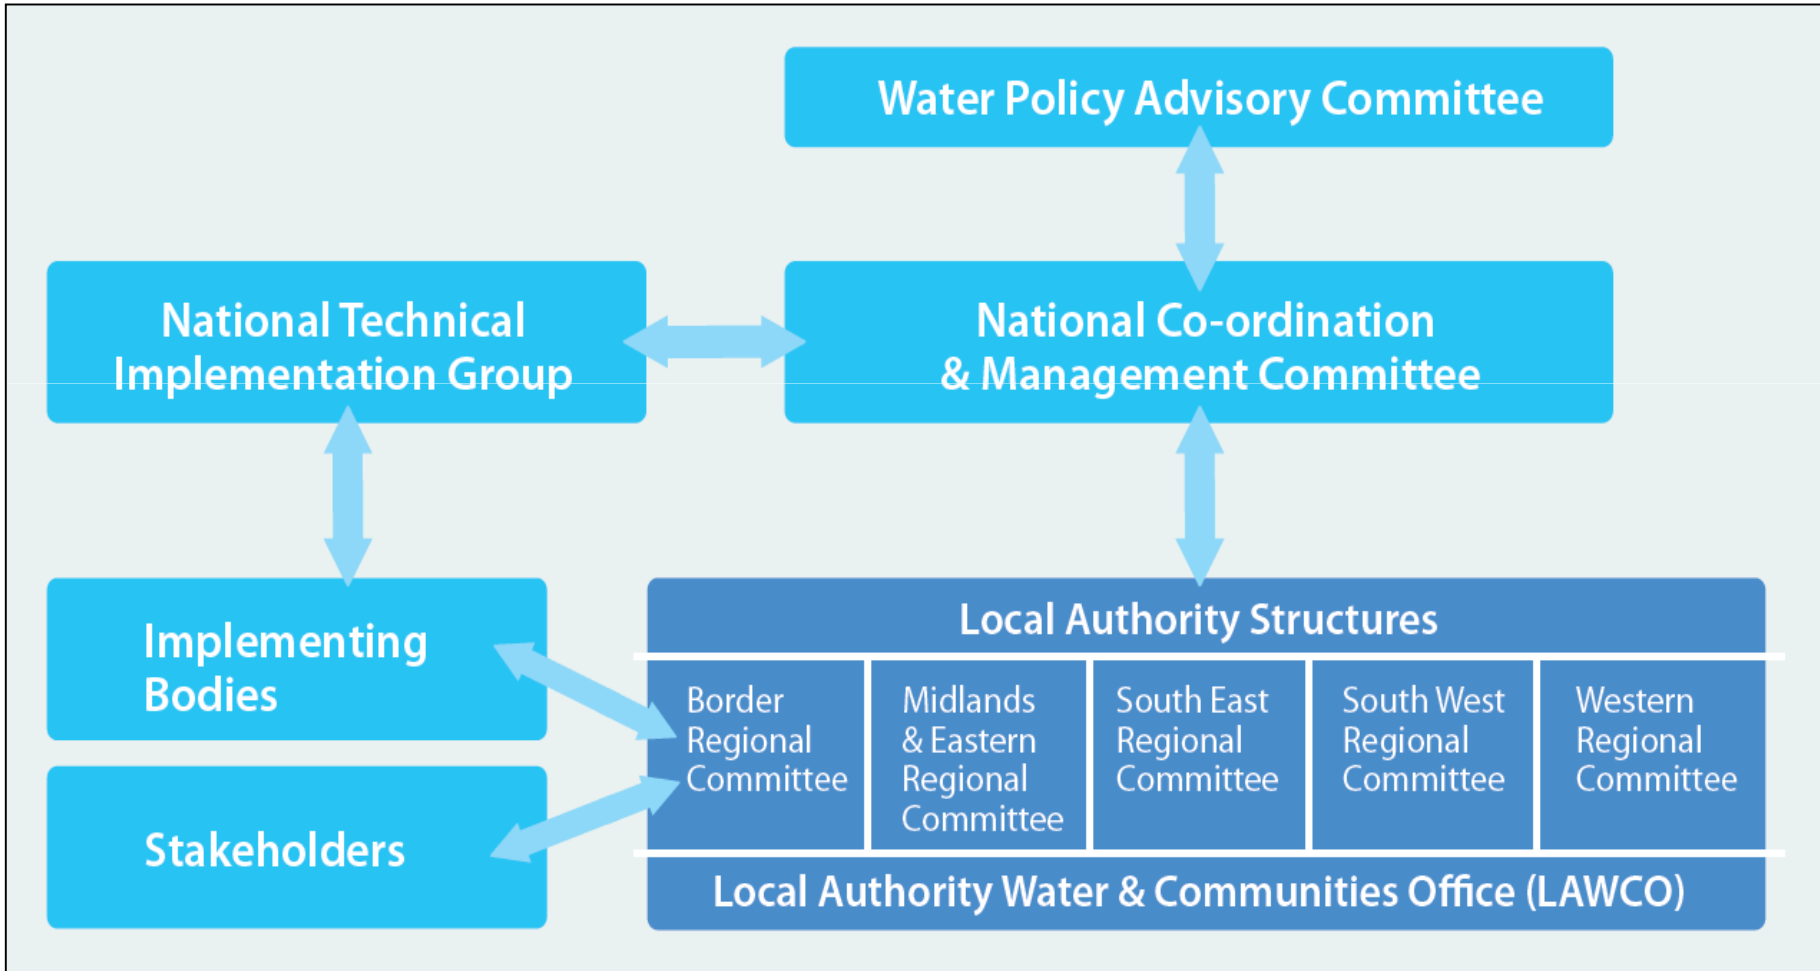 Water Policy Advisory Committee
National Technical
Implementation Group
National Co-ordination
& Management Committee
Implementing
Bodies
Stakeholders
Local Authority Structures
Border
Regional
Committee
Midlands
& Eastern
Regional
Committee
South East
Regional
Committee
South West
Regional
Committee
Western
Regional
Committee
Local Authority Water & Communities Office (LAWCO)